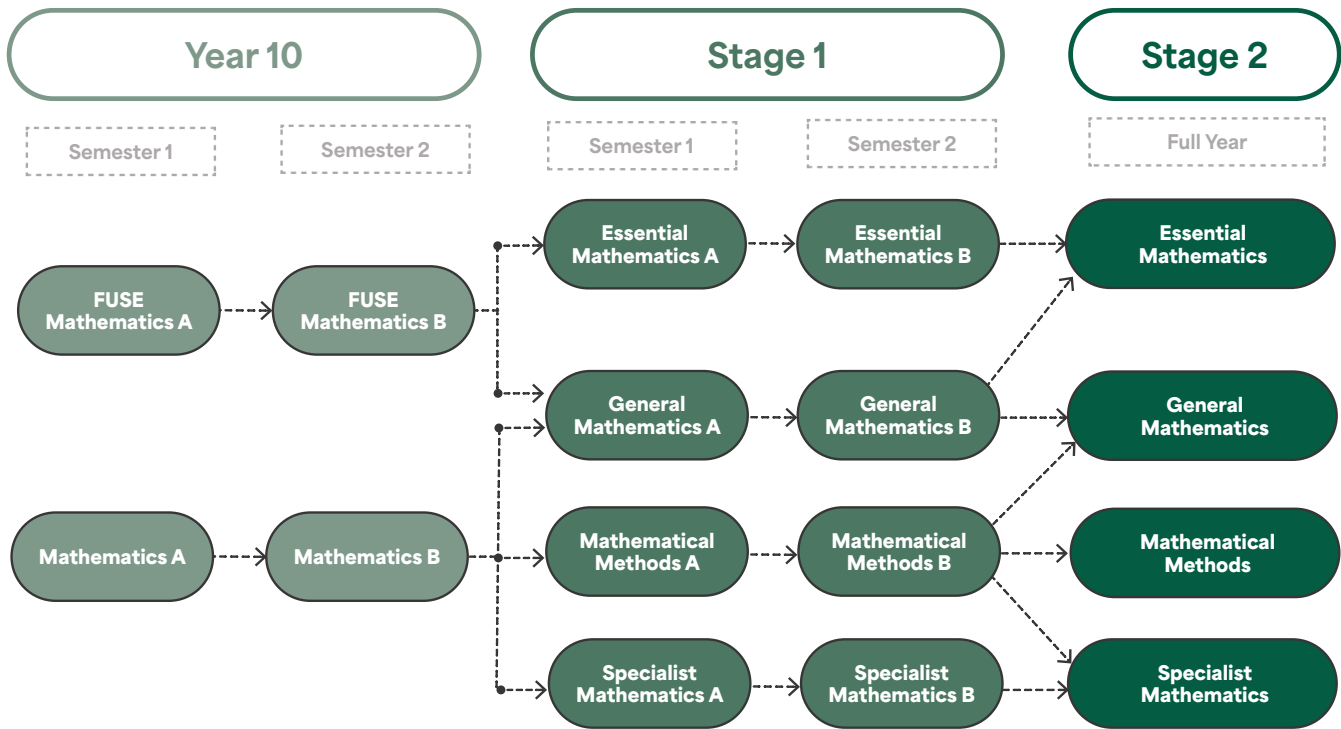 Year 10
Stage 1
Stage 2
Semester 1
Semester 2
Semester 1
Semester 2
Full Year
Essential
Mathematics A
Essential
Mathematics B
Essential
Mathematics
FUSE
Mathematics A
FUSE
Mathematics B
General
Mathematics A
General
Mathematics B
General
Mathematics
Mathematics A
Mathematics B
Mathematical
Methods A
Mathematical
Methods B
Mathematical
Methods
Specialist
Mathematics A
Specialist
Mathematics B
Specialist
Mathematics